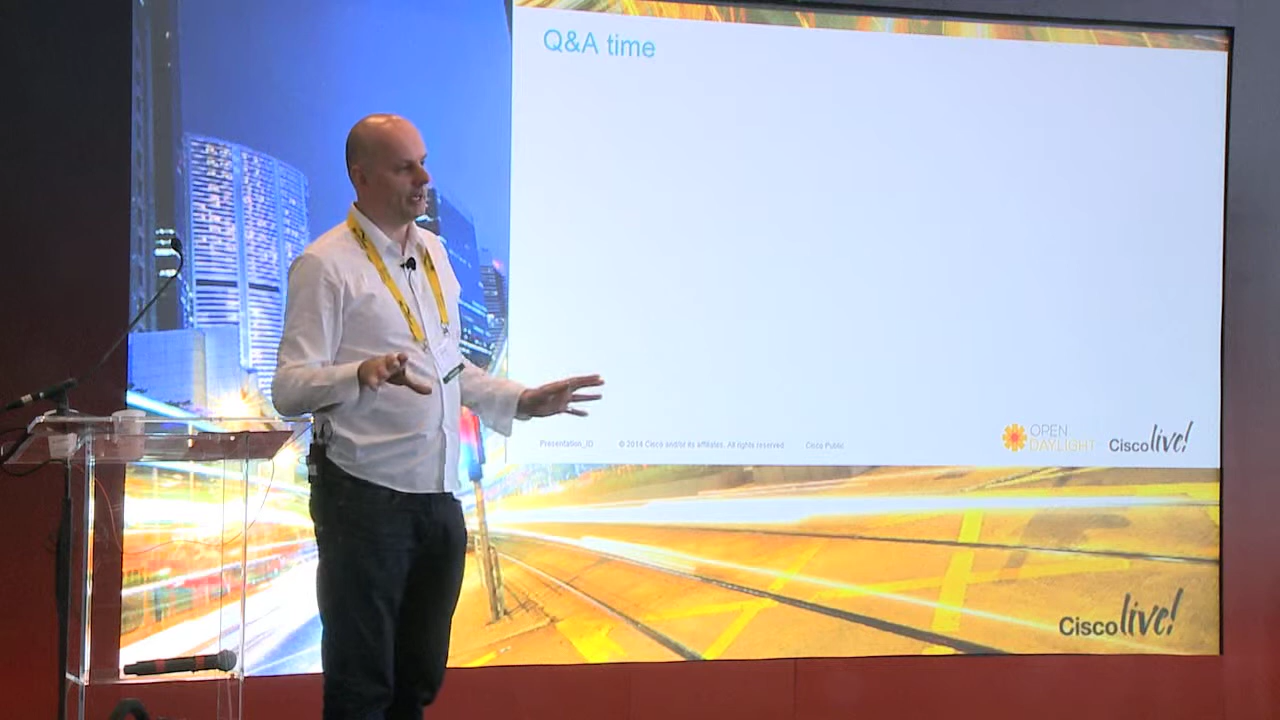 Q&A time
Presentation_ID
© 2014 Cisco and/or its affiliates. All rights reserved.
Cisco Public
OPEN
DAYLIGHT
Cisco live!
Cisco live!